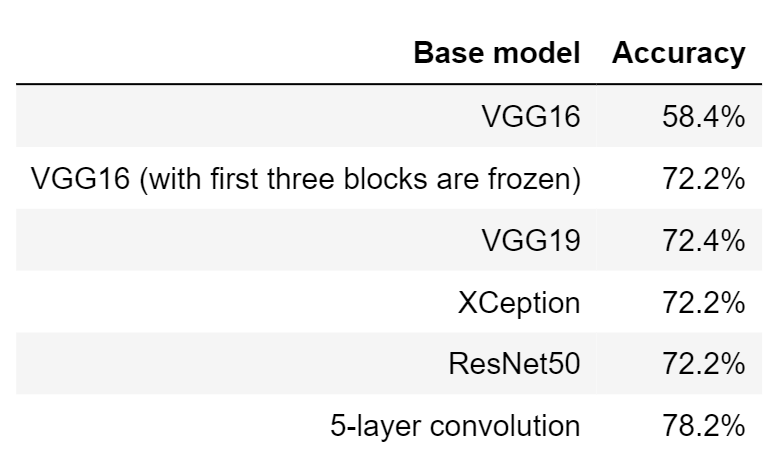 Base model Accuracy
VGG16 58.4%
VGG16 (with first three blocks are frozen) 72.2%
VGG19 72.4%
XCeption 72.2%
ResNet50 72.2%
5-layer convolution 78.2%